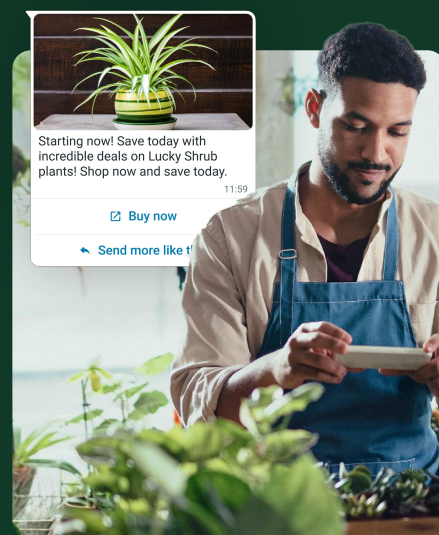 Starting now! Save today with
incredible deals on Lucky Shrub
plants! Shop now and save today.
11:59
Buy now
Send more like